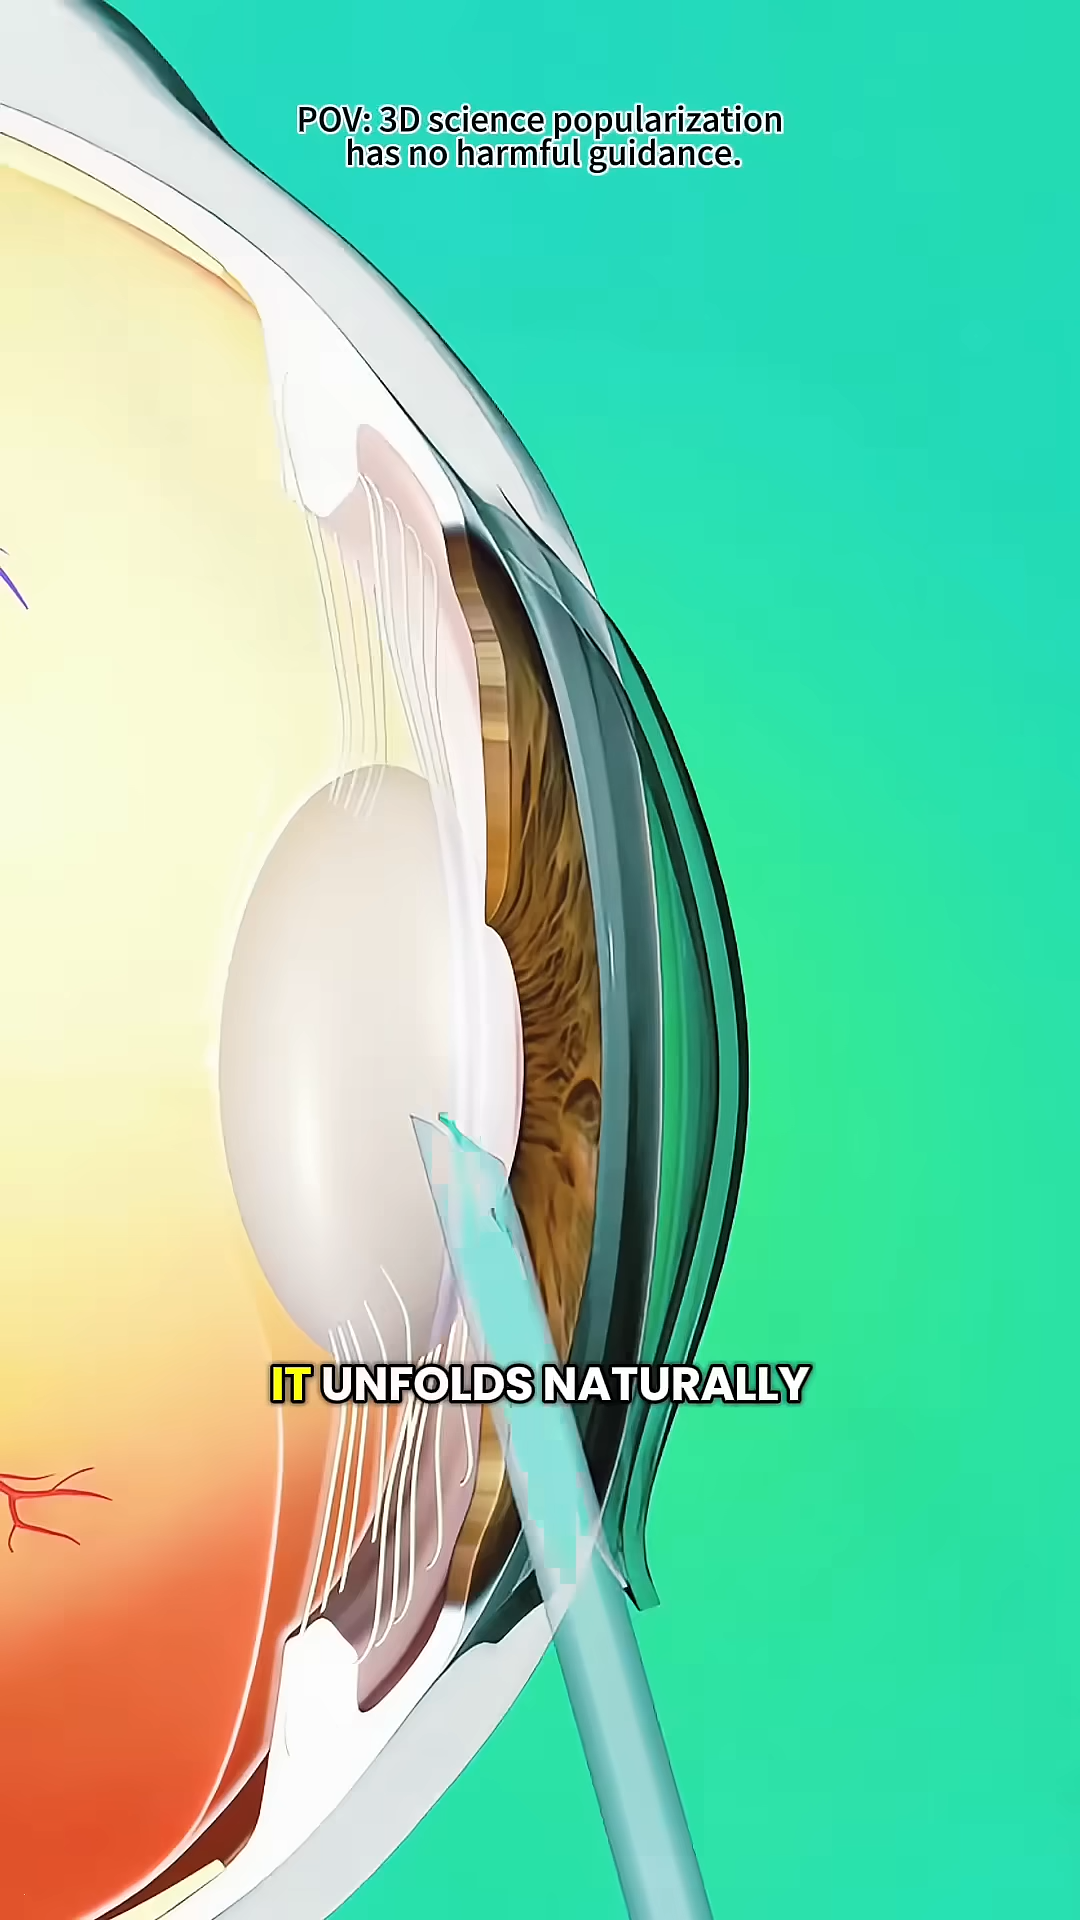 POV: 3D science popularization
has no harmful guidance.
IT UNFOLDS NATURALLY